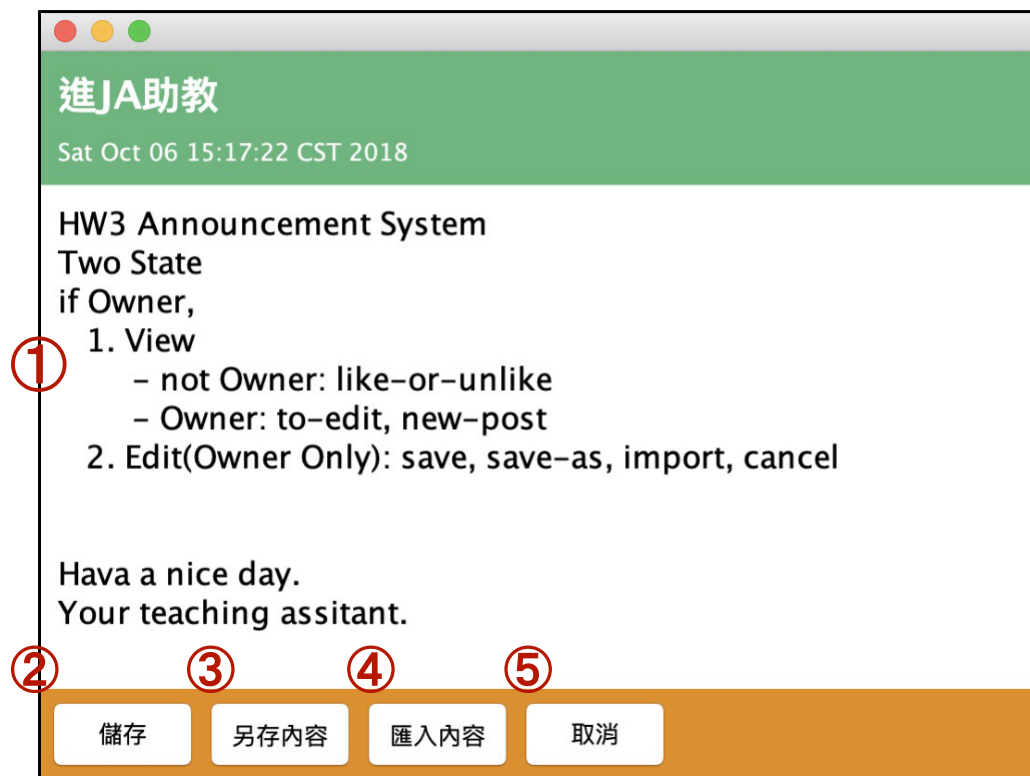 進JA助教
Sat Oct 06 15:17:22 CST 2018
HW3 Announcement System
Two State
if Owner,
1. View
– not Owner: like–or–unlike
– Owner: to–edit, new–post
2. Edit(Owner Only): save, save–as, import, cancel
Hava a nice day.
Your teaching assitant.
①
② ③ ④ ⑤
儲存 另存內容 匯入內容 取消